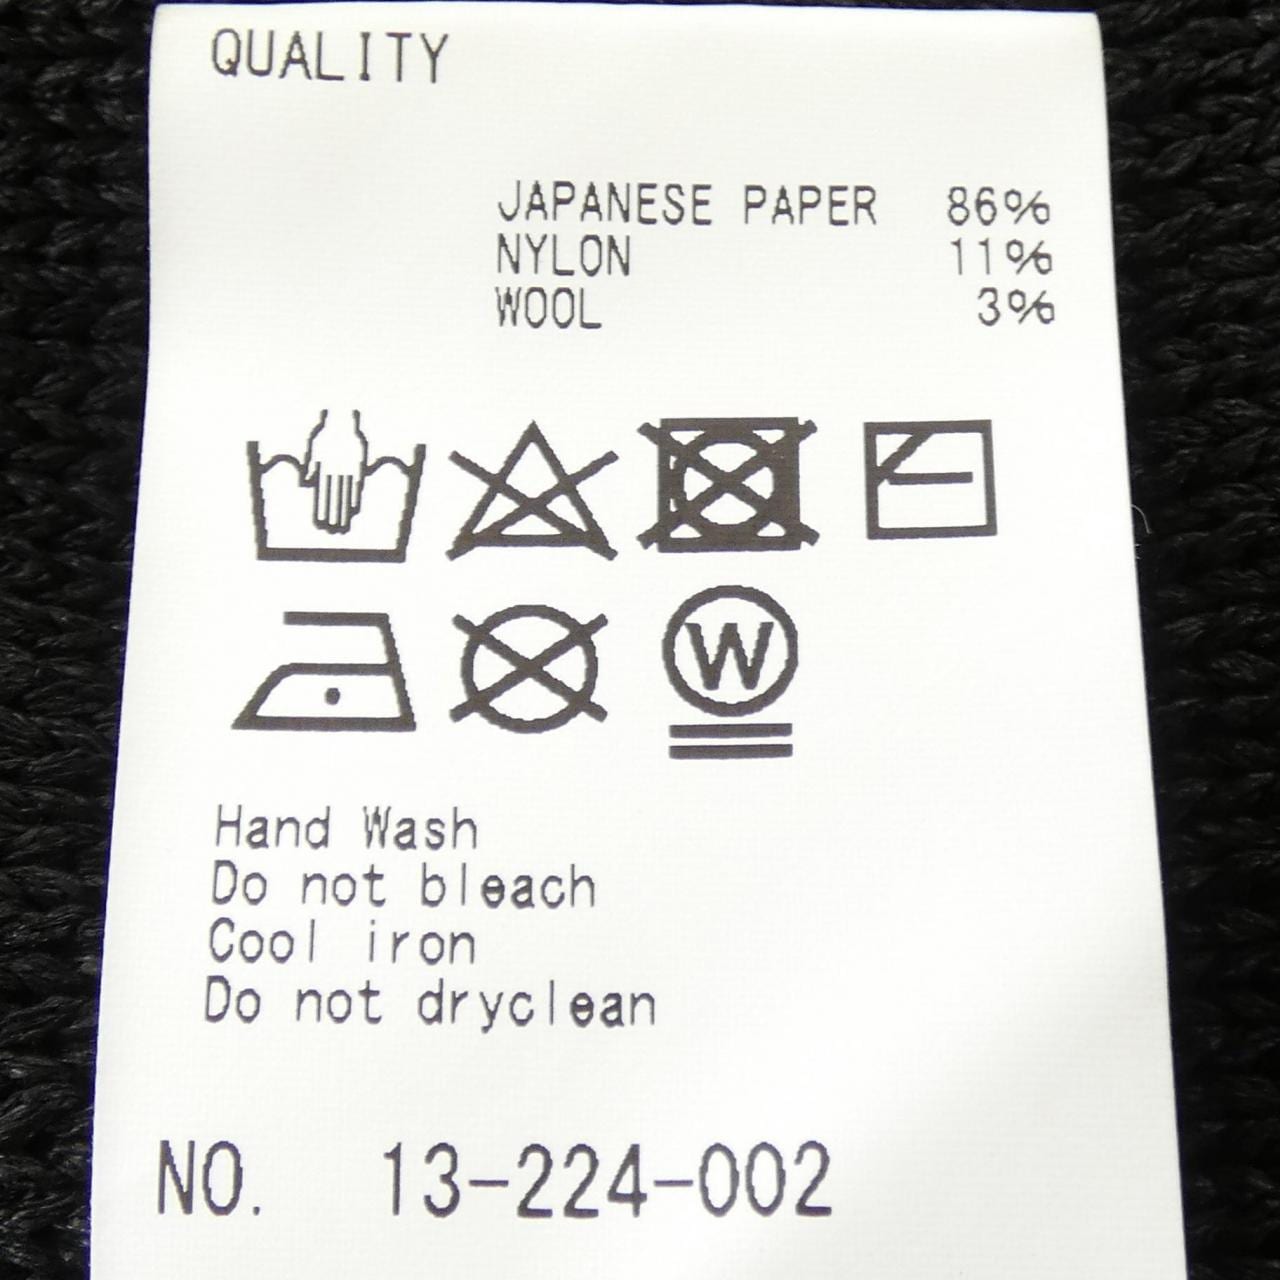 QUALITY
JAPANESE PAPER 86%
NYLON 11%
WOOL 3%
W
Hand Wash
Do not bleach
Cool iron
Do not dryclean
NO. 13-224-002